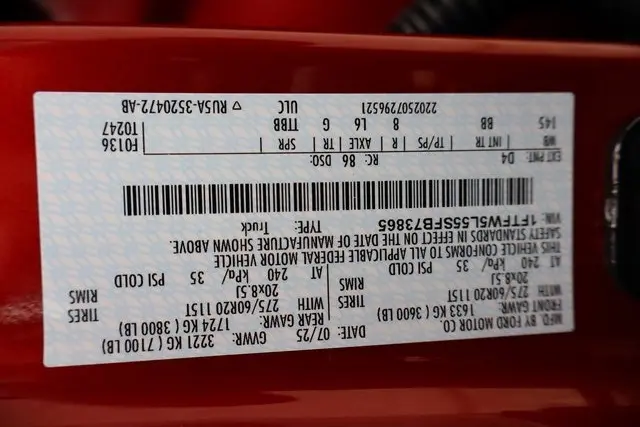 MFD. BY FORD MOTOR CO.
DATE: 07/25 GVWR: 3221 KG ( 7100 LB)
FRONT GAWR: 1633 KG ( 3600 LB) REAR GAWR: 1724 KG ( 3800 LB)
WITH 275/60R20 115T TIRES WITH 275/60R20 115T TIRES
20x8.5J RIMS 20x8.5J RIMS
AT 240 kPa/ 35 PSI COLD AT 240 kPa/ 35 PSI COLD
THIS VEHICLE CONFORMS TO ALL APPLICABLE FEDERAL MOTOR VEHICLE
SAFETY STANDARDS IN EFFECT ON THE DATE OF MANUFACTURE SHOWN ABOVE.
VIN: 1FTFW5L55SFB73865 TYPE: Truck
EXT PNT: D4 RC: 86 DSO: F0136
WB INT TR TP/PS R AXLE TR SPR T0247
145 BB 8 L6 G TTBB
2202507296521 ULC ▽ RU5A-3520472-AB